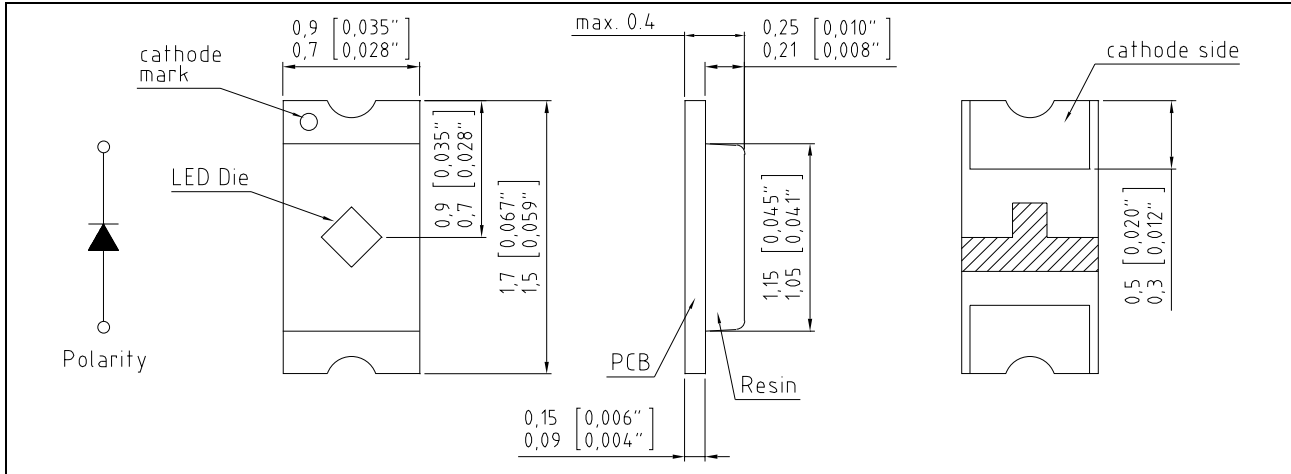 cathode
mark
LED Die
Polarity
0,9 [0,035"]
0,7 [0,028"]
0,9 [0,035"]
0,7 [0,028"]
1,7 [0,067"]
1,5 [0,059"]
max. 0.4
0,25 [0,010"]
0,21 [0,008"]
1,15 [0,045"]
1,05 [0,041"]
PCB
Resin
0,15 [0,006"]
0,09 [0,004"]
cathode side
0,5 [0,020"]
0,3 [0,012"]